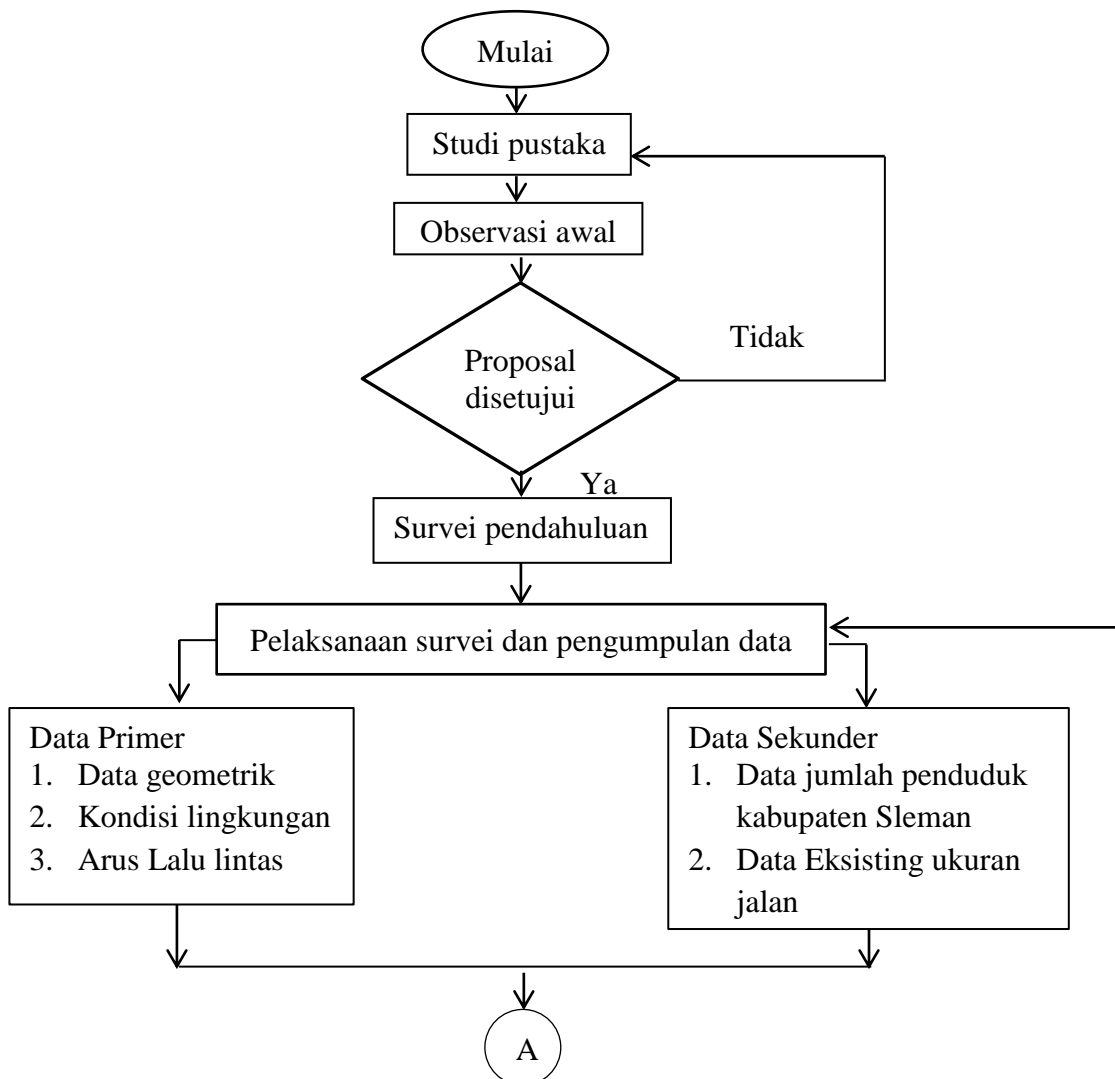 Mulai
Studi pustaka
Observasi awal
Proposal
disetujui
Tidak
Ya
Survei pendahuluan
Pelaksanaan survei dan pengumpulan data
Data Primer
1. Data geometrik
2. Kondisi lingkungan
3. Arus Lalu lintas
Data Sekunder
1. Data jumlah penduduk
kabupaten Sleman
2. Data Eksisting ukuran
jalan
A